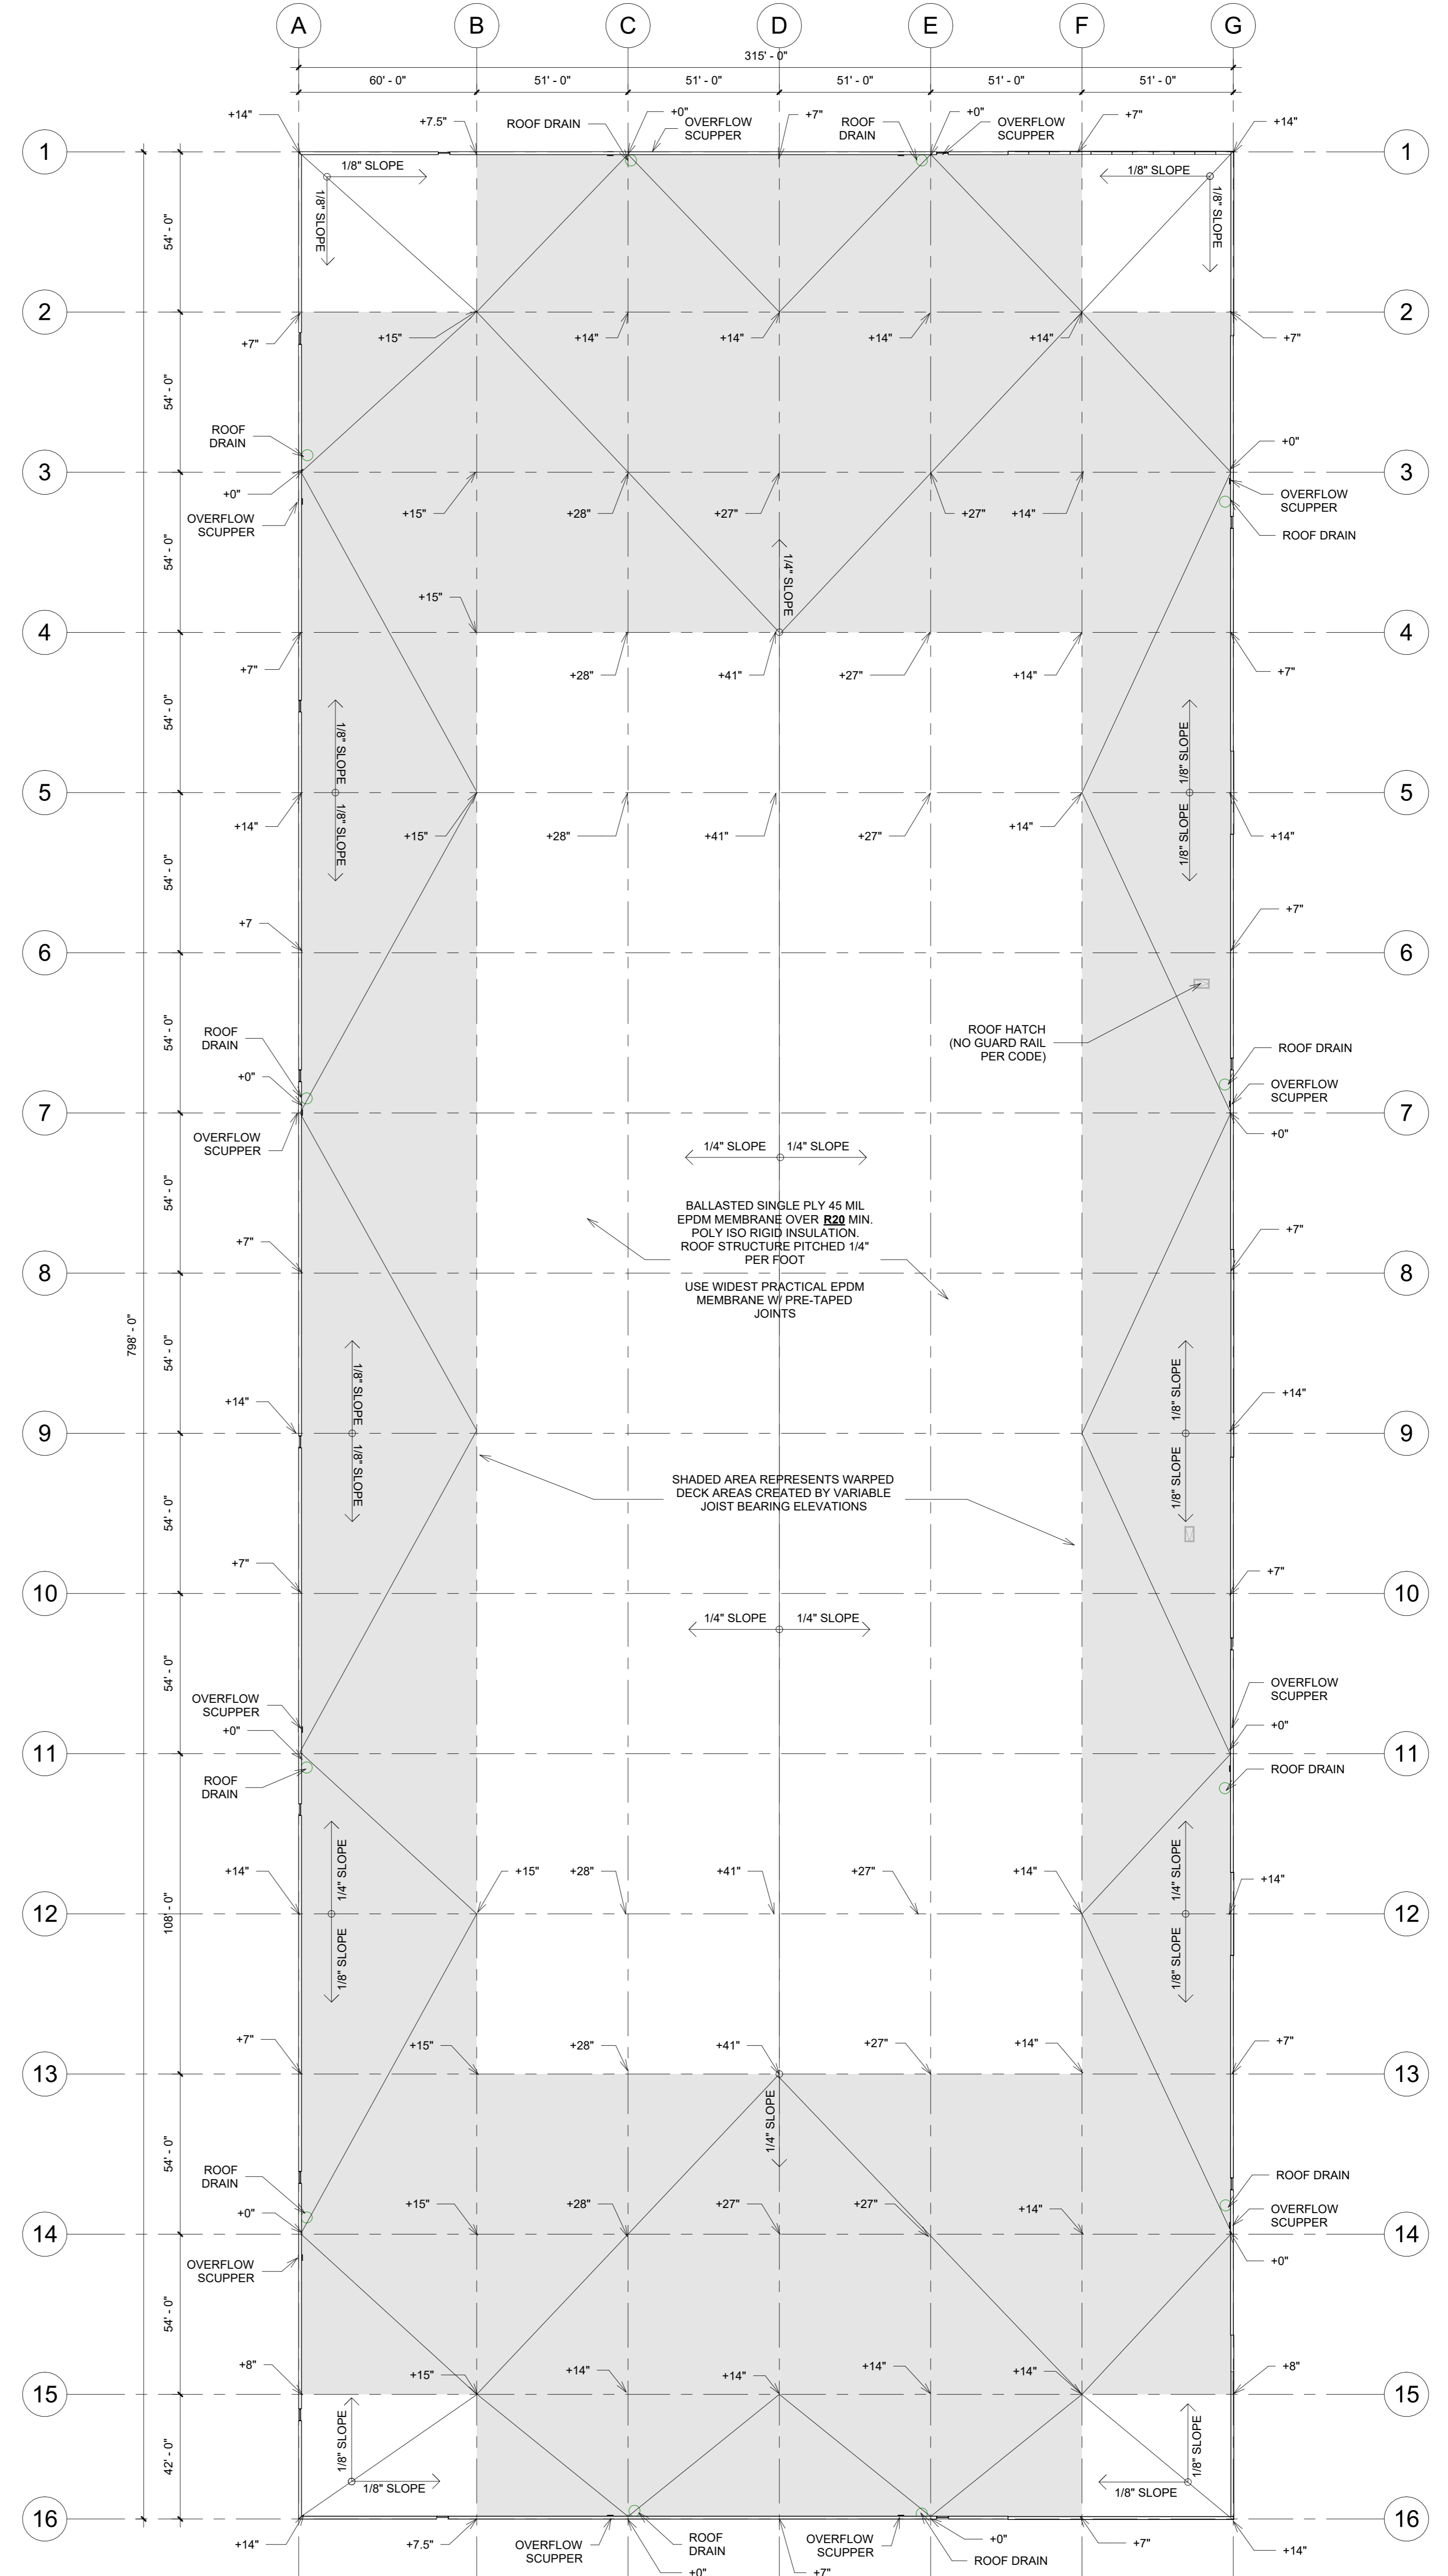 A B C D E F G
315' - 0"
60' - 0" 51' - 0" 51' - 0" 51' - 0" 51' - 0" 51' - 0"
+14" +7.5" ROOF DRAIN +0" OVERFLOW
SCUPPER
+7" ROOF
DRAIN
+0" OVERFLOW
SCUPPER
+7" +14"
1 1
1/8" SLOPE 1/8" SLOPE
1/8" SLOPE 1/8" SLOPE
54' - 0"
2 2
+7" +15" +14" +14" +14" +14" +7"
54' - 0"
ROOF
DRAIN
+0"
3 3
+0"
OVERFLOW
SCUPPER
+15" +28" +27" +27" +14"
OVERFLOW
SCUPPER
ROOF DRAIN
54' - 0"
1/4" SLOPE
+15"
4 4
+7" +28" +41" +27" +14" +7"
54' - 0"
1/8" SLOPE 1/8" SLOPE
5 5
1/8" SLOPE 1/8" SLOPE
+14" +15" +28" +41" +27" +14" +14"
54' - 0"
+7 +7"
6 6
54' - 0"
ROOF HATCH
(NO GUARD RAIL
PER CODE)
ROOF
DRAIN
+0"
ROOF DRAIN
OVERFLOW
SCUPPER
7 7
OVERFLOW
SCUPPER
+0"
1/4" SLOPE 1/4" SLOPE
54' - 0"
BALLASTED SINGLE PLY 45 MIL
EPDM MEMBRANE OVER R20 MIN.
POLY ISO RIGID INSULATION.
ROOF STRUCTURE PITCHED 1/4"
PER FOOT
USE WIDEST PRACTICAL EPDM
MEMBRANE W/ PRE-TAPED
JOINTS
+7" +7"
8 8
798' - 0"
54' - 0"
1/8" SLOPE 1/8" SLOPE
+14" +14"
9 9
1/8" SLOPE 1/8" SLOPE
SHADED AREA REPRESENTS WARPED
DECK AREAS CREATED BY VARIABLE
JOIST BEARING ELEVATIONS
54' - 0"
+7" +7"
10 10
1/4" SLOPE 1/4" SLOPE
54' - 0"
OVERFLOW
SCUPPER
+0"
OVERFLOW
SCUPPER
+0"
11 11
ROOF
DRAIN
ROOF DRAIN
1/4" SLOPE 1/4" SLOPE
+14" +15" +28" +41" +27" +14" +14"
12 12
108' - 0"
1/8" SLOPE 1/8" SLOPE
+7" +15" +28" +41" +27" +14" +7"
13 13
1/4" SLOPE
54' - 0"
ROOF
DRAIN
+0"
+15" +28" +27" +27" +14"
ROOF DRAIN
OVERFLOW
SCUPPER
14 14
+0"
OVERFLOW
SCUPPER
54' - 0"
+8" +15" +14" +14" +14" +14" +8"
15 15
1/8" SLOPE 1/8" SLOPE
42' - 0"
1/8" SLOPE 1/8" SLOPE
16 16
+14" +7.5" OVERFLOW
SCUPPER
ROOF
DRAIN
+0"
OVERFLOW
SCUPPER
+7"
+0"
ROOF DRAIN
+7" +14"